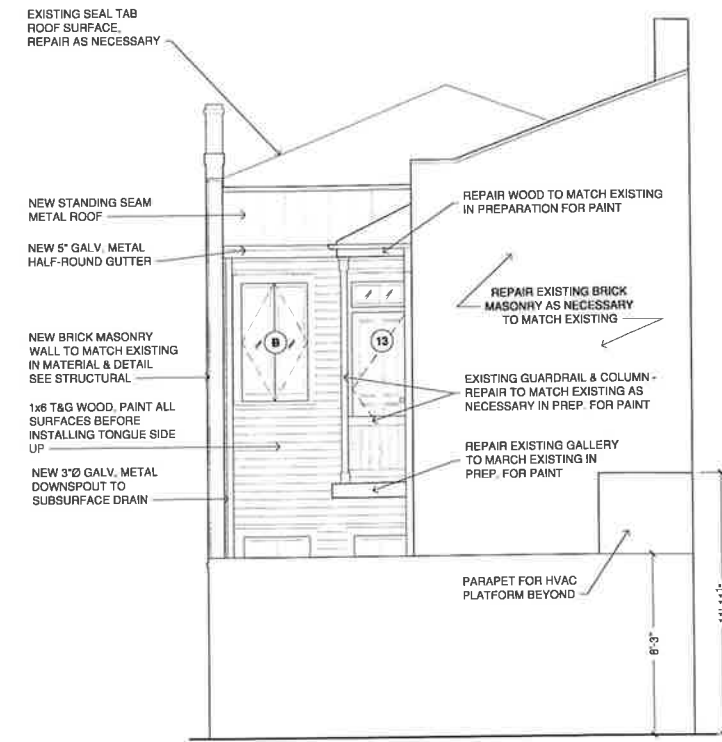 EXISTING SEAL TAB
ROOF SURFACE,
REPAIR AS NECESSARY
NEW STANDING SEAM
METAL ROOF
NEW 5" GALV. METAL
HALF-ROUND GUTTER
NEW BRICK MASONRY
WALL TO MATCH EXISTING
IN MATERIAL & DETAIL
SEE STRUCTURAL
1x6 T&G WOOD, PAINT ALL
SURFACES BEFORE
INSTALLING TONGUE SIDE
UP
NEW 3"Ø GALV. METAL
DOWNSPOUT TO
SUBSURFACE DRAIN
B
13
REPAIR WOOD TO MATCH EXISTING
IN PREPARATION FOR PAINT
REPAIR EXISTING BRICK
MASONRY AS NECESSARY
TO MATCH EXISTING
EXISTING GUARDRAIL & COLUMN -
REPAIR TO MATCH EXISTING AS
NECESSARY IN PREP. FOR PAINT
REPAIR EXISTING GALLERY
TO MARCH EXISTING IN
PREP. FOR PAINT
PARAPET FOR HVAC
PLATFORM BEYOND
8'-3"